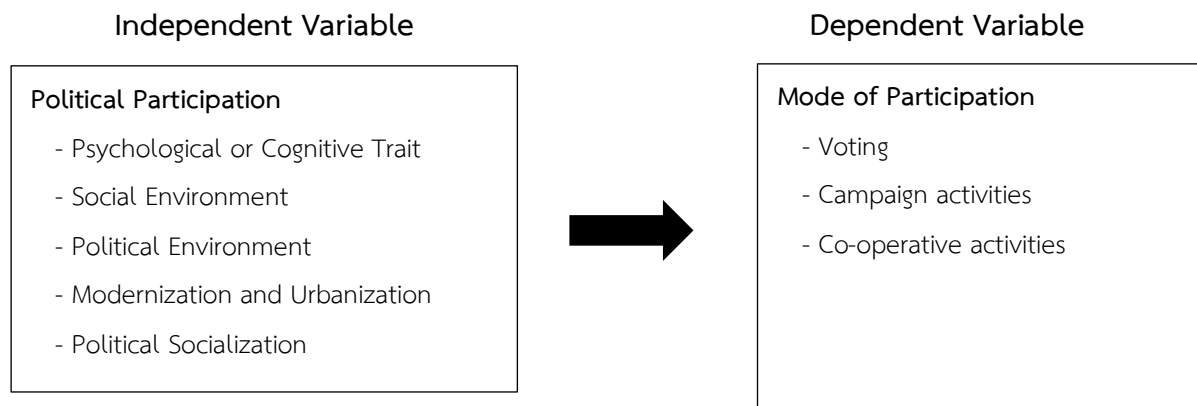 Independent Variable
Political Participation
- Psychological or Cognitive Trait
- Social Environment
- Political Environment
- Modernization and Urbanization
- Political Socialization
Dependent Variable
Mode of Participation
- Voting
- Campaign activities
- Co-operative activities